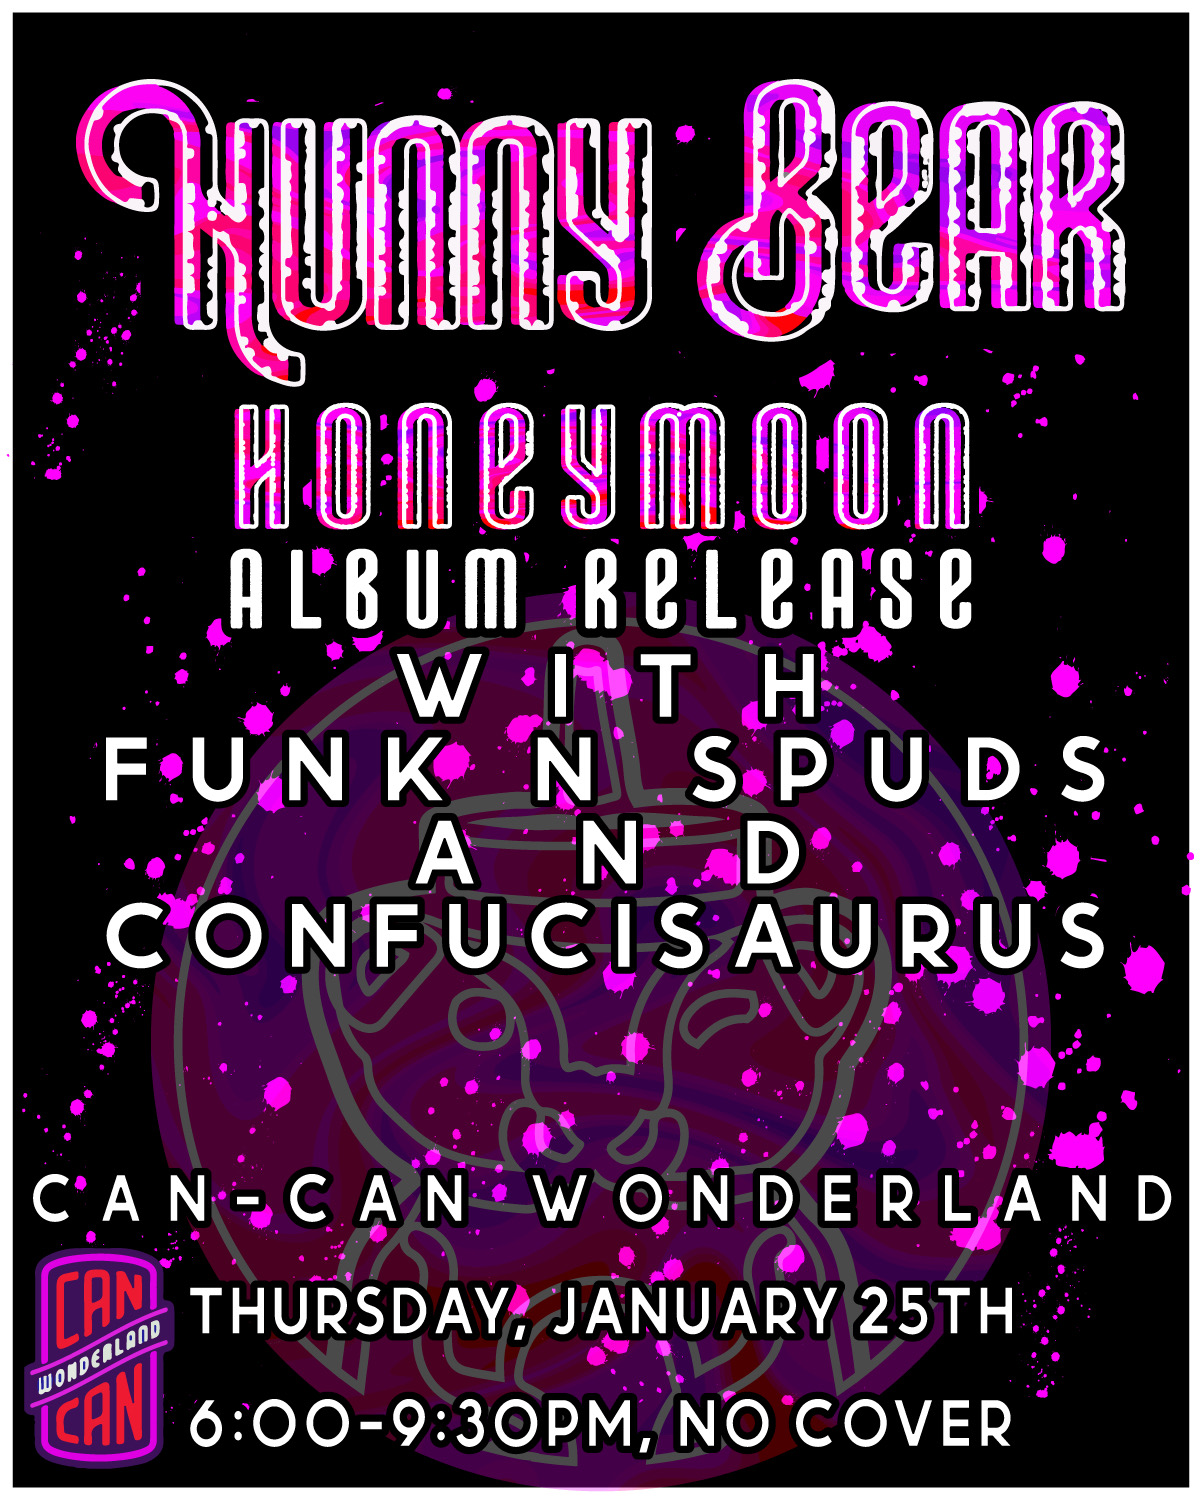 Hunny Bear
Honeymoon
Album Release
WITH
FUNK N SPUDS
AND
CONFUCISAURUS
CAN-CAN WONDERLAND
CAN
WONDERLAND
CAN
THURSDAY, JANUARY 25TH
6:00-9:30PM, NO COVER